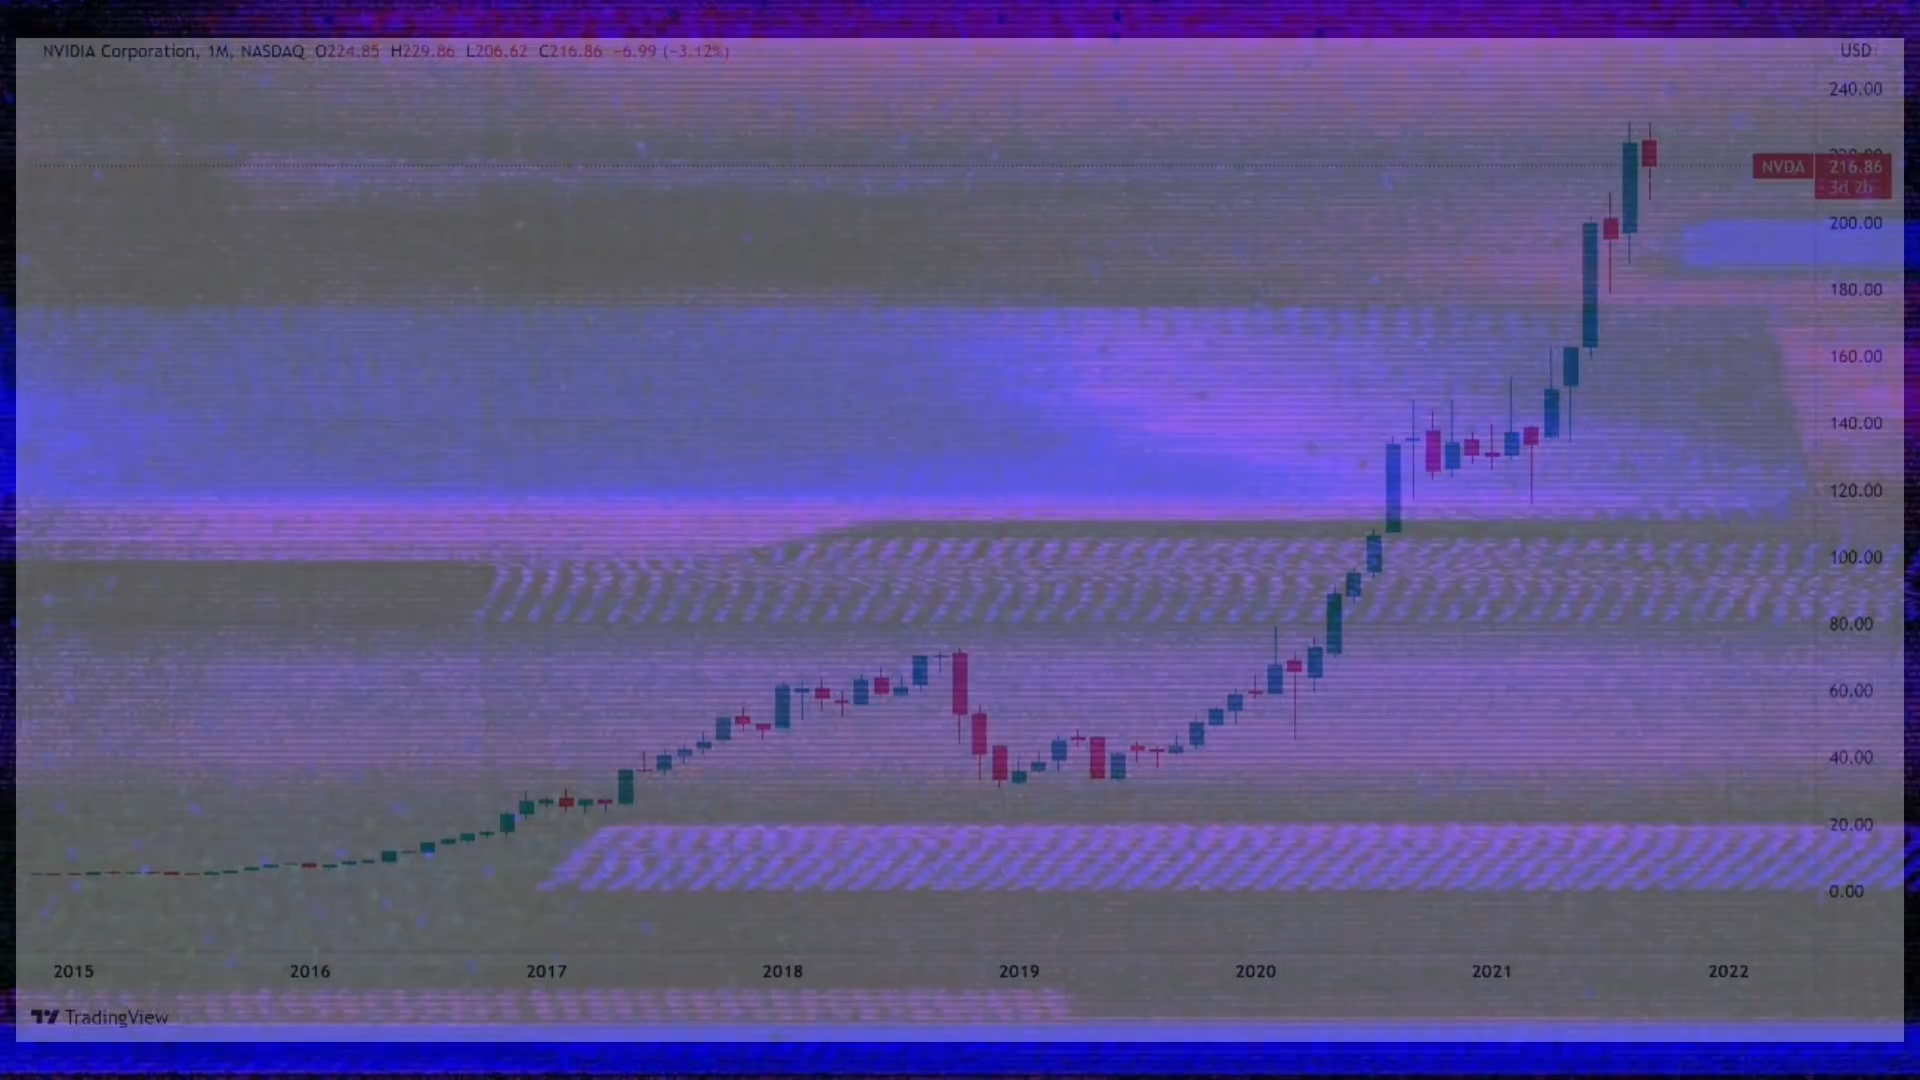 NVIDIA Corporation, 1M, NASDAQ O224.85 H229.86 L206.62 C216.86 −6.99 (−3.12%)
USD
240.00
NVDA 216.86
3d 2h
200.00
180.00
160.00
140.00
120.00
100.00
80.00
60.00
40.00
20.00
0.00
2015 2016 2017 2018 2019 2020 2021 2022
TradingView